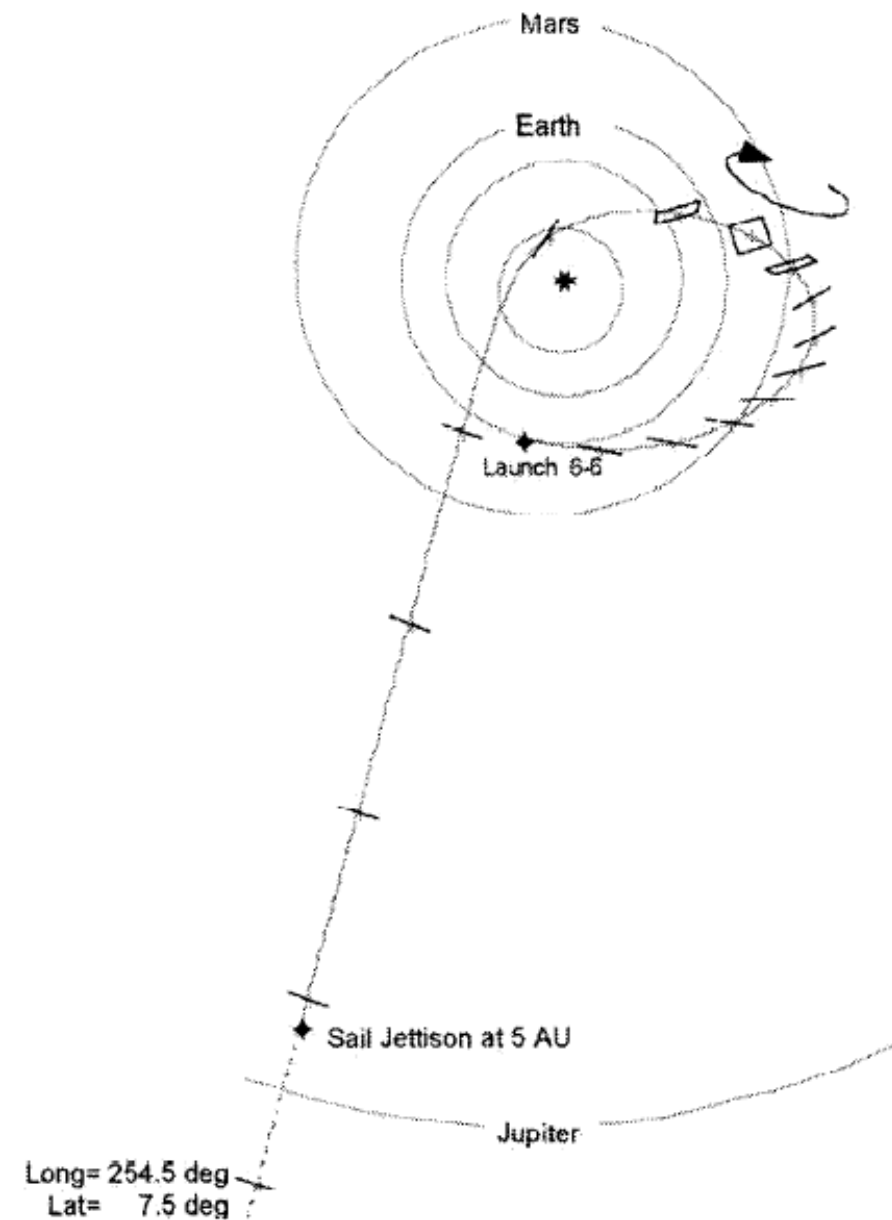 Mars
Earth
Launch 6-6
Sail Jettison at 5 AU
Jupiter
Long= 254.5 deg
Lat= 7.5 deg